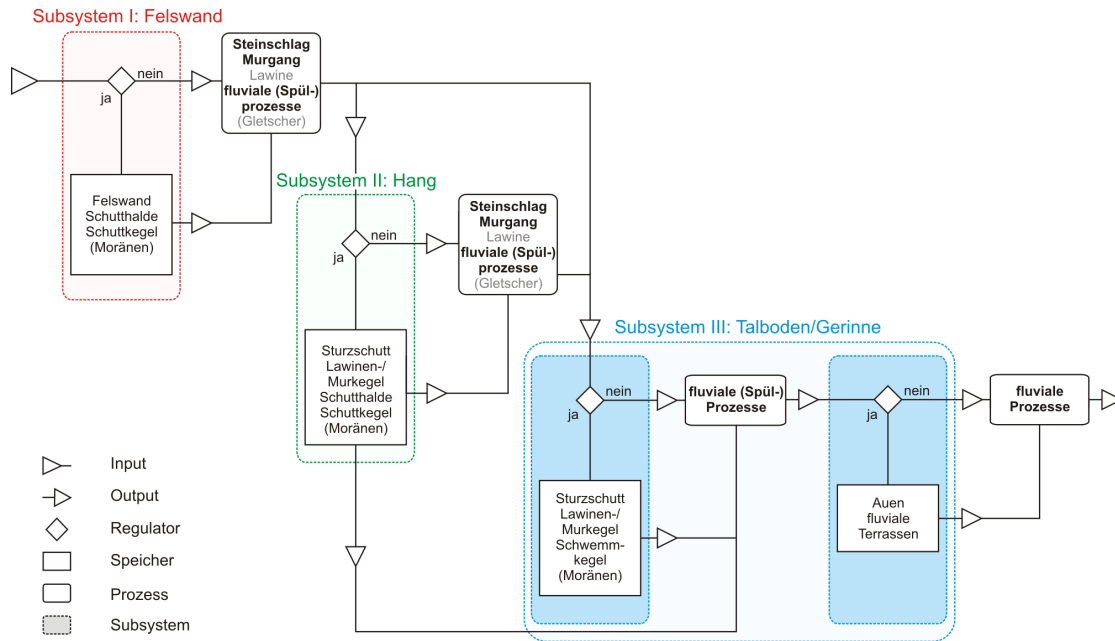 Subsystem I: Felswand
nein
ja
Steinschlag
Murgang
Lawine
fluviale (Spül-)
prozesse
(Gletscher)
Felswand
Schutthalde
Schuttkegel
(Moränen)
Subsystem II: Hang
nein
ja
Steinschlag
Murgang
Lawine
fluviale (Spül-)
prozesse
(Gletscher)
Sturzschutt
Lawinen-/
Murkegel
Schutthalde
Schuttkegel
(Moränen)
Subsystem III: Talboden/Gerinne
nein
ja
fluviale (Spül-)
Prozesse
nein
ja
fluviale
Prozesse
Sturzschutt
Lawinen-/
Murkegel
Schwemm-
kegel
(Moränen)
Auen
fluviale
Terrassen
Input
Output
Regulator
Speicher
Prozess
Subsystem